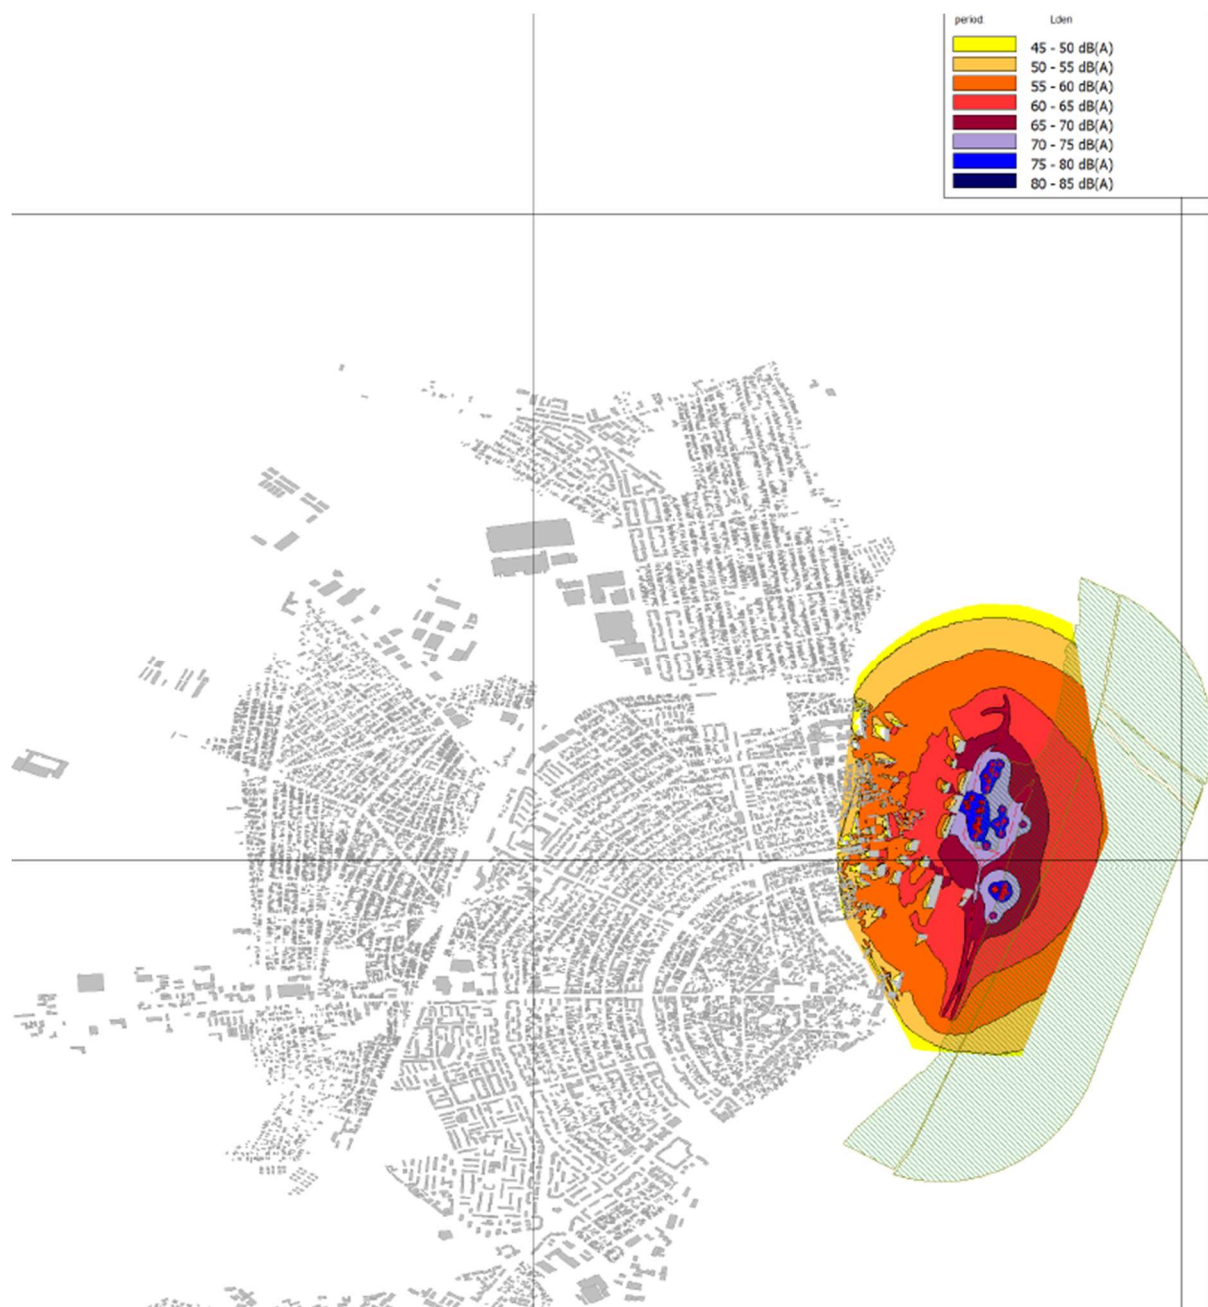 period. Lden
45 - 50 dB(A)
50 - 55 dB(A)
55 - 60 dB(A)
60 - 65 dB(A)
65 - 70 dB(A)
70 - 75 dB(A)
75 - 80 dB(A)
80 - 85 dB(A)